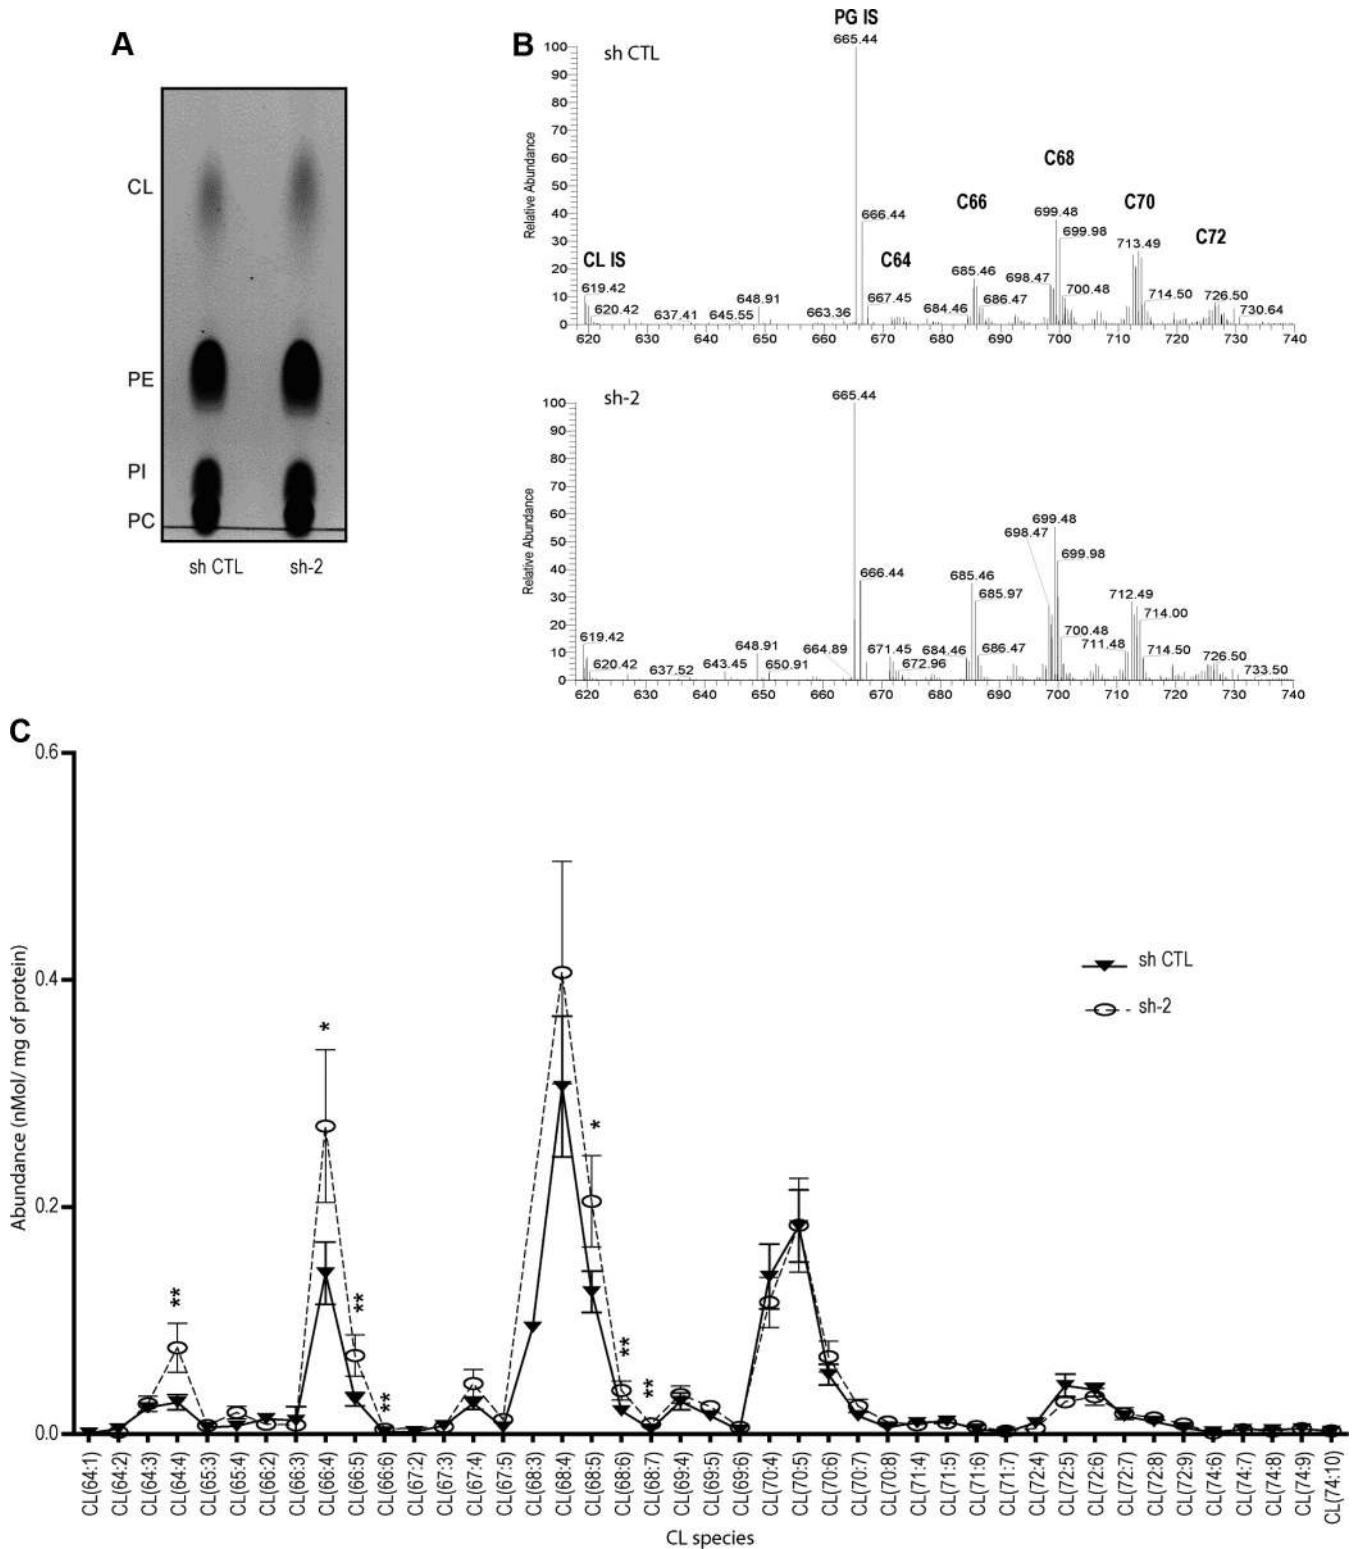 A
CL
PE
PI
PC
sh CTL sh-2
B
sh CTL
PG IS
665.44
Relative Abundance
100
90
80
70
60
50
40
30
20
10
0
CL IS
619.42
620.42
637.41
645.55
648.91
663.36
666.44
667.45
C64
C66
685.46
684.46
686.47
C68
699.48
699.98
698.47
700.48
C70
713.49
714.50
C72
726.50
730.64
620 630 640 650 660 670 680 690 700 710 720 730 740
sh-2
665.44
Relative Abundance
100
90
80
70
60
50
40
30
20
10
0
619.42
620.42
637.52
643.45
648.91
650.91
664.89
666.44
671.45
672.96
684.46
685.46
685.97
686.47
698.47
699.48
699.98
700.48
711.48
712.49
714.00
714.50
726.50
733.50
620 630 640 650 660 670 680 690 700 710 720 730 740
C
Abundance (nMol/ mg of protein)
0.6
0.4
0.2
0.0
**
*
**
**
*
**
**
sh CTL
sh-2
CL(64:1)
CL(64:2)
CL(64:3)
CL(64:4)
CL(65:3)
CL(65:4)
CL(66:2)
CL(66:3)
CL(66:4)
CL(66:5)
CL(66:6)
CL(67:2)
CL(67:3)
CL(67:4)
CL(67:5)
CL(68:3)
CL(68:4)
CL(68:5)
CL(68:6)
CL(68:7)
CL(69:4)
CL(69:5)
CL(69:6)
CL(70:4)
CL(70:5)
CL(70:6)
CL(70:7)
CL(70:8)
CL(71:4)
CL(71:5)
CL(71:6)
CL(71:7)
CL(72:4)
CL(72:5)
CL(72:6)
CL(72:7)
CL(72:8)
CL(72:9)
CL(74:6)
CL(74:7)
CL(74:8)
CL(74:9)
CL(74:10)
CL species